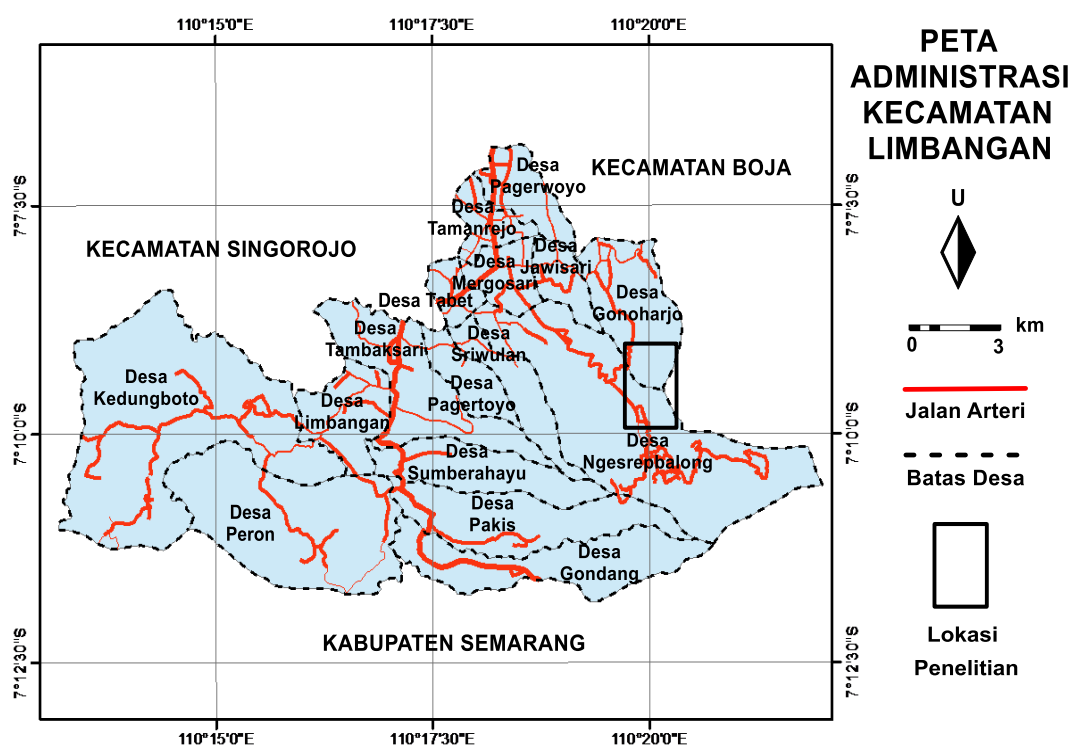 110°15'0"E
110°17'30"E
110°20'0"E
PETA
ADMINISTRASI
KECAMATAN
LIMBANGAN
U
km
0
3
Jalan Arteri
Batas Desa
Lokasi
Penelitian
7°7'30"S
7°7'30"S
7°10'0"S
7°10'0"S
7°12'30"S
7°12'30"S
KECAMATAN BOJA
KECAMATAN SINGOROJO
KABUPATEN SEMARANG
Desa
Pagerwoyo
Desa
Tamanrejo
Desa
Jawisari
Desa
Mergosari
Desa
Gonoharjo
Desa Tabet
Desa
Tambaksari
Desa
Sriwulan
Desa
Kedungboto
Desa
Limbangan
Desa
Pagertoyo
Desa
Ngesrepbalong
Desa
Sumberahayu
Desa
Pakis
Desa
Peron
Desa
Gondang
110°15'0"E
110°17'30"E
110°20'0"E